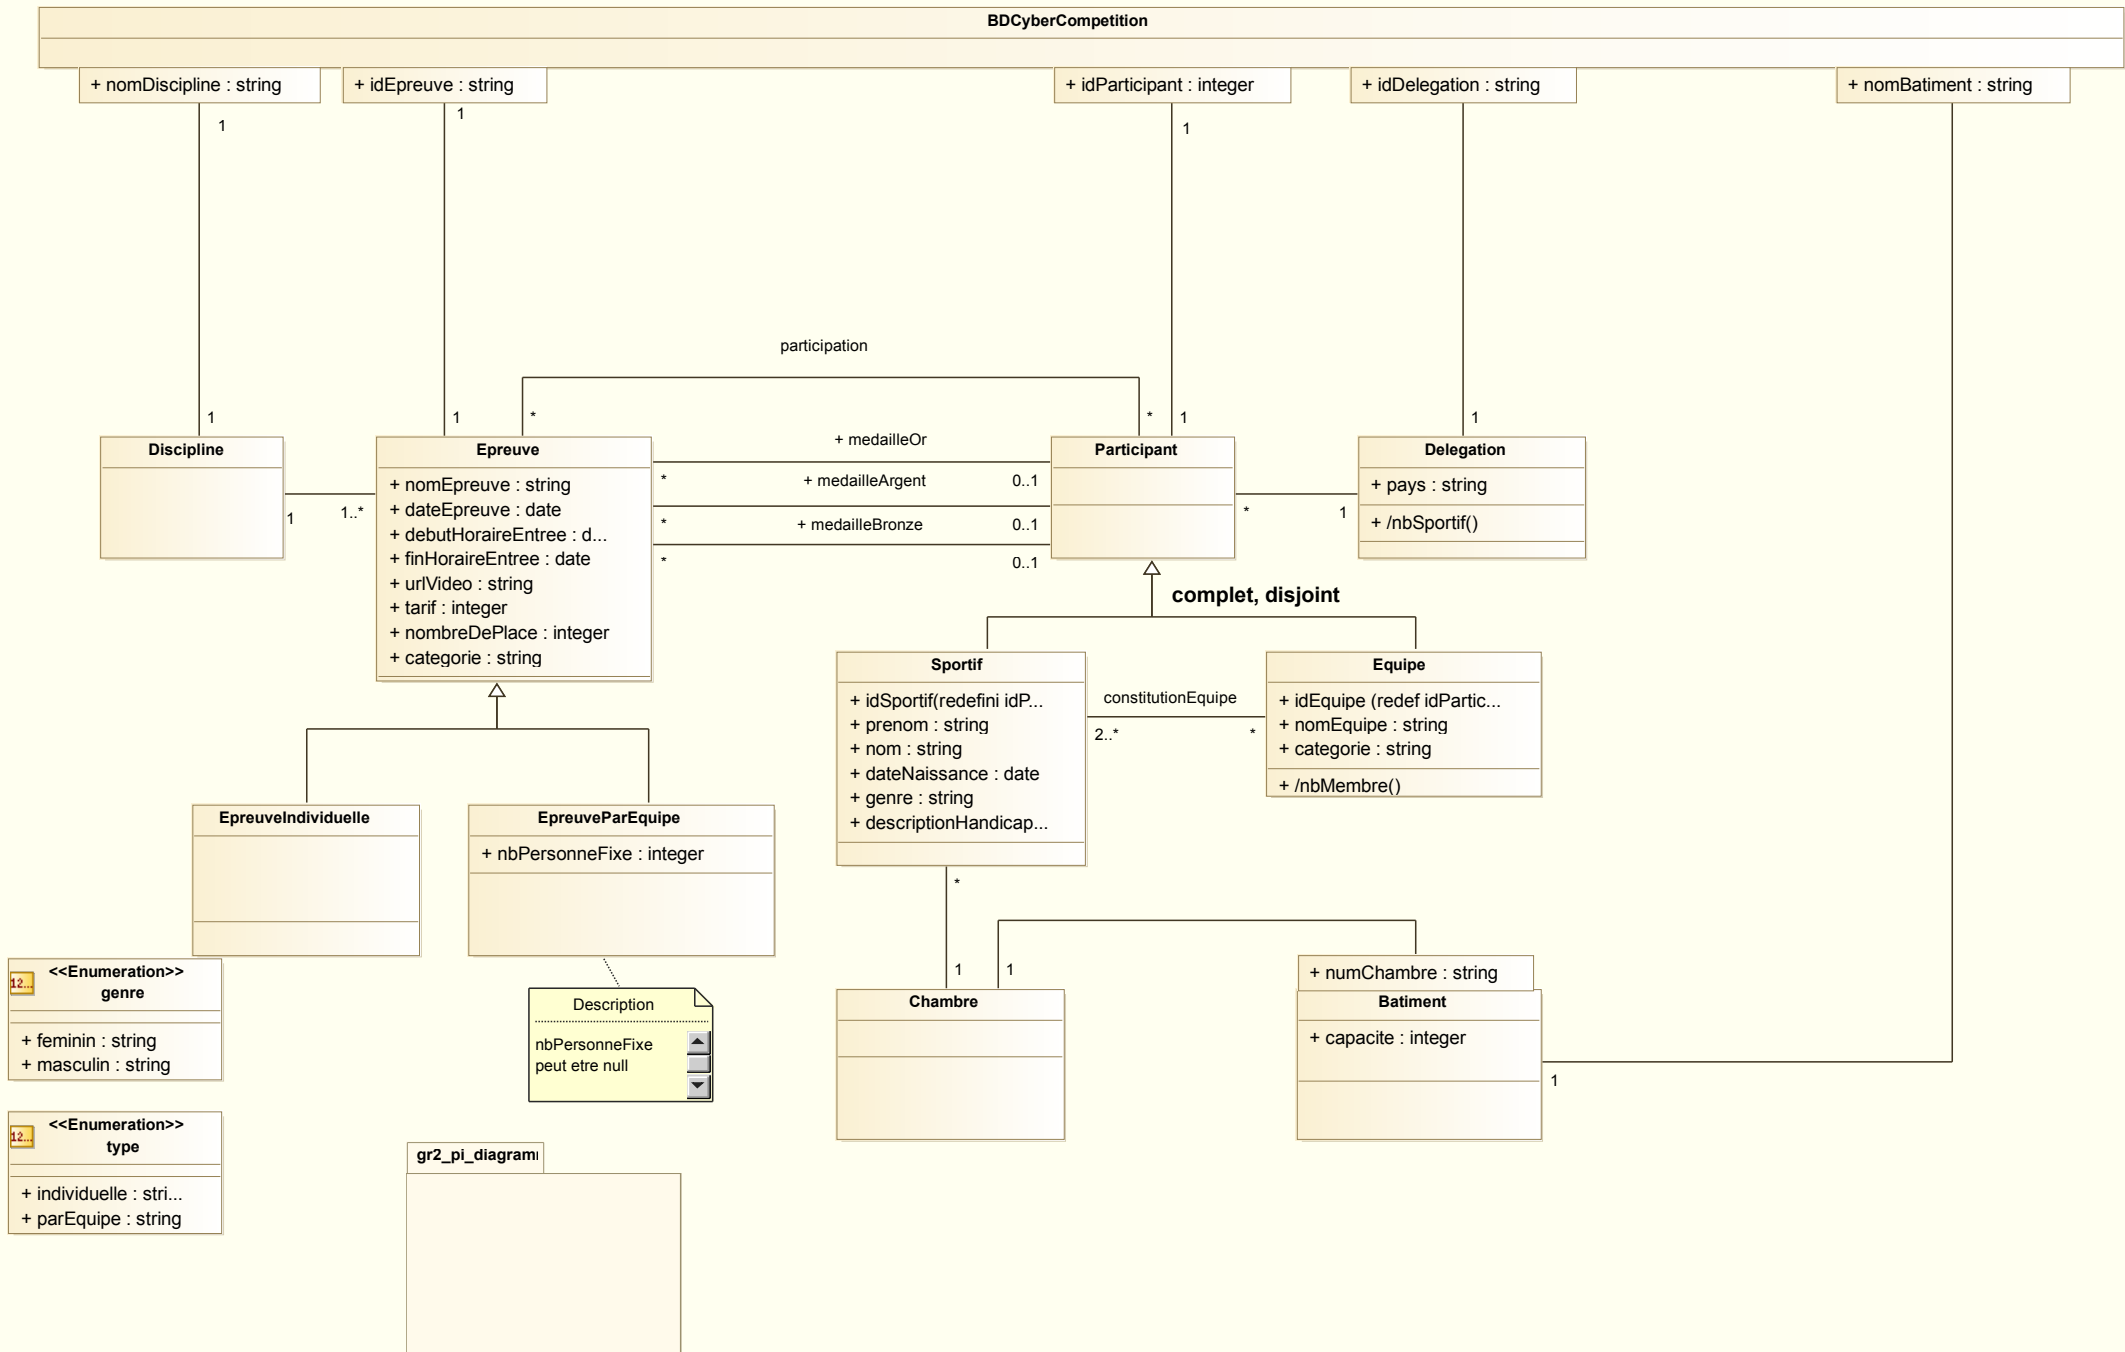 BDCyberCompetition
+ nomDiscipline : string
+ idEpreuve : string
+ idParticipant : integer
+ idDelegation : string
+ nomBatiment : string
1
1
1
participation
1
1
*
*
1
1
Discipline
1
1..*
Epreuve
+ nomEpreuve : string
+ dateEpreuve : date
+ debutHoraireEntree : d...
+ finHoraireEntree : date
+ urlVideo : string
+ tarif : integer
+ nombreDePlace : integer
+ categorie : string
+ medailleOr
* + medailleArgent 0..1
* + medailleBronze 0..1
* 0..1
Participant
*
1
Delegation
+ pays : string
+ /nbSportif()
complet, disjoint
Sportif
+ idSportif(redefini idP...
+ prenom : string
+ nom : string
+ dateNaissance : date
+ genre : string
+ descriptionHandicap...
constitutionEquipe
2..*
*
Equipe
+ idEquipe (redef idPartic...
+ nomEquipe : string
+ categorie : string
+ /nbMembre()
EpreuveIndividuelle
EpreuveParEquipe
+ nbPersonneFixe : integer
*
1
1
Chambre
+ numChambre : string
Batiment
+ capacite : integer
1
Description
nbPersonneFixe
peut etre null
12...
<<Enumeration>>
genre
+ feminin : string
+ masculin : string
12...
<<Enumeration>>
type
+ individuelle : stri...
+ parEquipe : string
gr2_pi_diagram